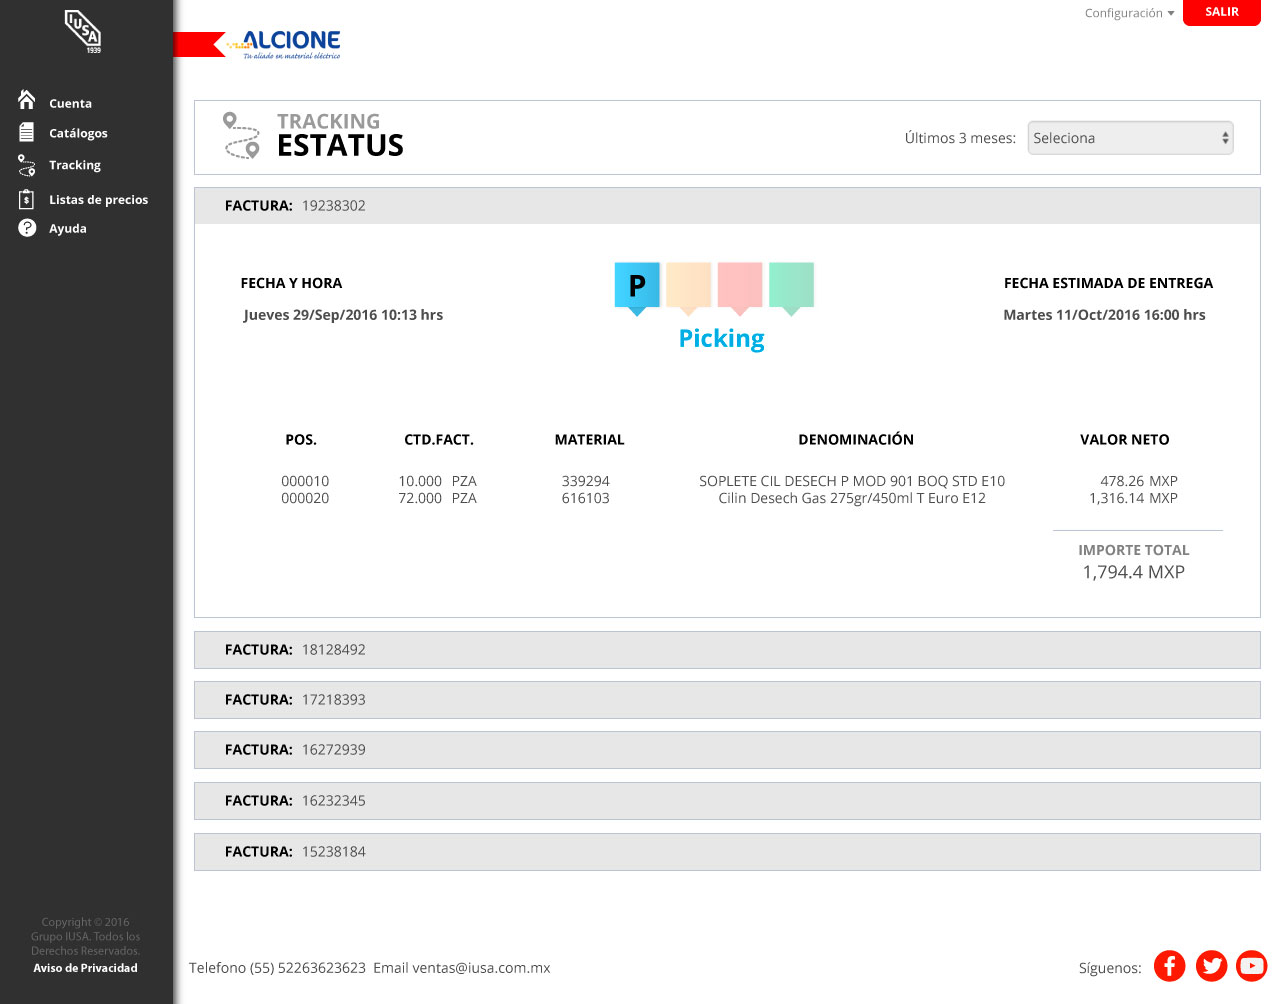 IUSA
1939
Cuenta
Catálogos
Tracking
Listas de precios
Ayuda
Copyright © 2016
Grupo IUSA. Todos los
Derechos Reservados.
Aviso de Privacidad
Configuración
SALIR
ALCIONE
Tu aliado en material eléctrico
TRACKING
ESTATUS
Últimos 3 meses: Seleciona
FACTURA: 19238302
FECHA Y HORA
Jueves 29/Sep/2016 10:13 hrs
P
Picking
FECHA ESTIMADA DE ENTREGA
Martes 11/Oct/2016 16:00 hrs
POS. CTD.FACT. MATERIAL DENOMINACIÓN VALOR NETO
000010 10.000 PZA 339294 SOPLETE CIL DESECH P MOD 901 BOQ STD E10 478.26 MXP
000020 72.000 PZA 616103 Cilin Desech Gas 275gr/450ml T Euro E12 1,316.14 MXP
IMPORTE TOTAL
1,794.4 MXP
FACTURA: 18128492
FACTURA: 17218393
FACTURA: 16272939
FACTURA: 16232345
FACTURA: 15238184
Telefono (55) 52263623623 Email ventas@iusa.com.mx
Síguenos: